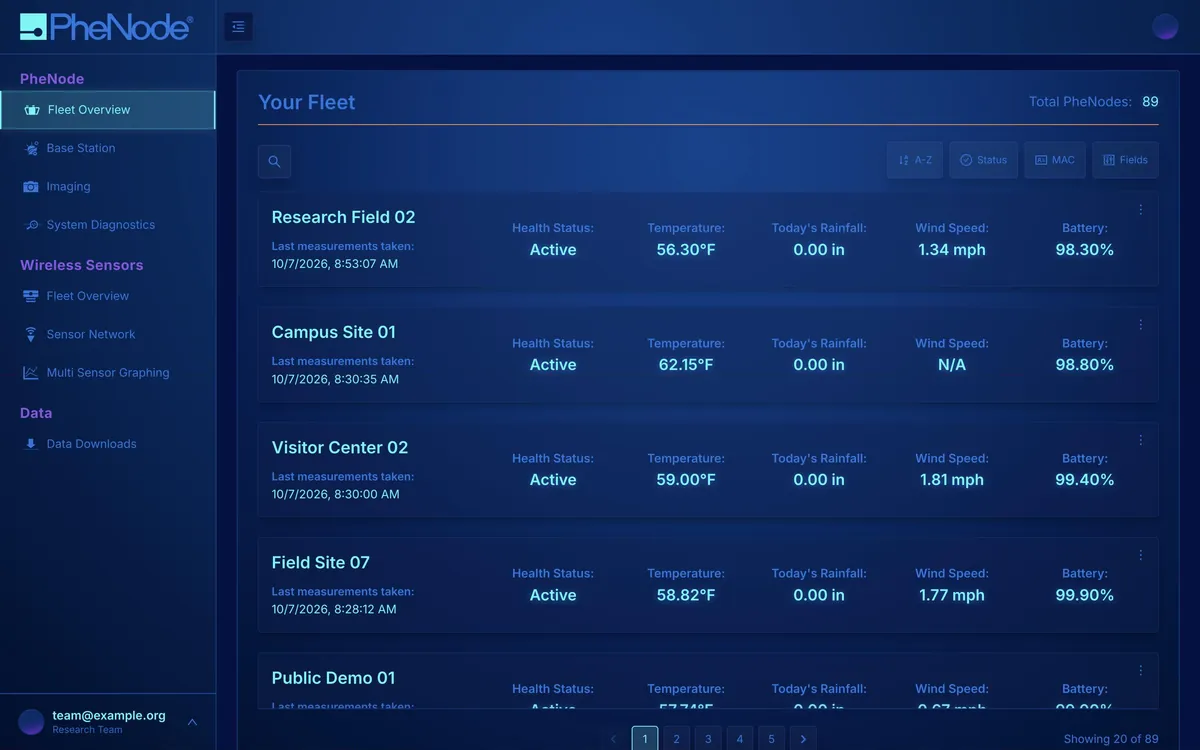 PheNode®
PheNode
Fleet Overview
Base Station
Imaging
System Diagnostics
Wireless Sensors
Fleet Overview
Sensor Network
Multi Sensor Graphing
Data
Data Downloads
team@example.org
Research Team
Your Fleet
Total PheNodes: 89
A-Z
Status
MAC
Fields
Research Field 02
Last measurements taken:
10/7/2026, 8:53:07 AM
Health Status:
Active
Temperature:
56.30°F
Today's Rainfall:
0.00 in
Wind Speed:
1.34 mph
Battery:
98.30%
Campus Site 01
Last measurements taken:
10/7/2026, 8:30:35 AM
Health Status:
Active
Temperature:
62.15°F
Today's Rainfall:
0.00 in
Wind Speed:
N/A
Battery:
98.80%
Visitor Center 02
Last measurements taken:
10/7/2026, 8:30:00 AM
Health Status:
Active
Temperature:
59.00°F
Today's Rainfall:
0.00 in
Wind Speed:
1.81 mph
Battery:
99.40%
Field Site 07
Last measurements taken:
10/7/2026, 8:28:12 AM
Health Status:
Active
Temperature:
58.82°F
Today's Rainfall:
0.00 in
Wind Speed:
1.77 mph
Battery:
99.90%
Public Demo 01
Last measurements taken:
Health Status:
Active
Temperature:
Today's Rainfall:
0.00 in
Wind Speed:
Battery:
1
2
3
4
5
Showing 20 of 89